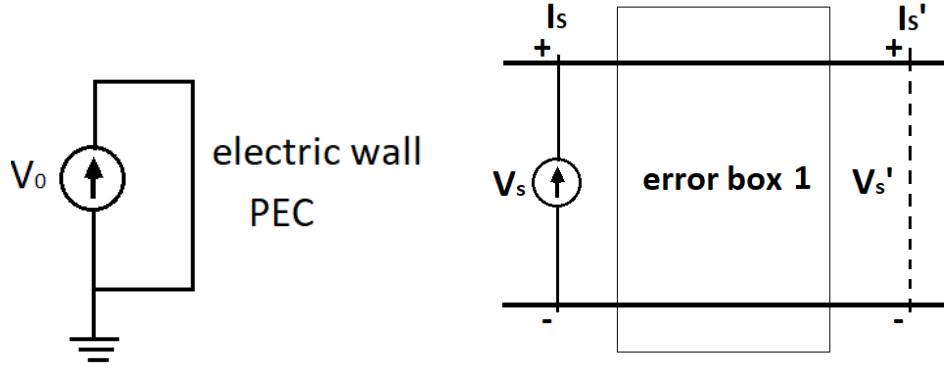 V₀
electric wall
PEC
Iₛ
Iₛ'
+
+
Vₛ
error box 1
Vₛ'
-
-